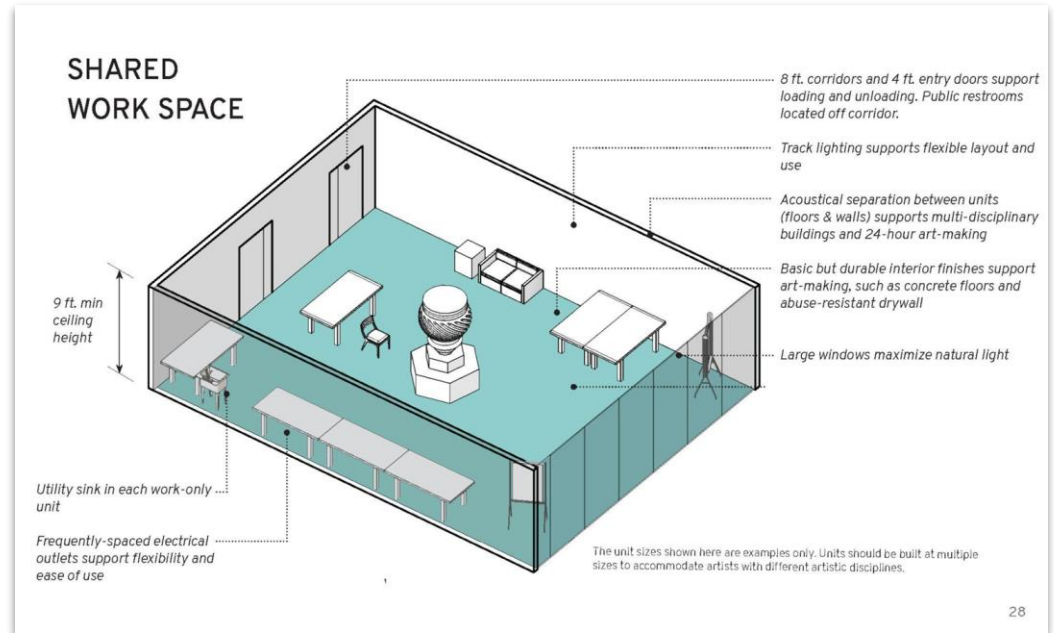 SHARED
WORK SPACE
8 ft. corridors and 4 ft. entry doors support
loading and unloading. Public restrooms
located off corridor.
Track lighting supports flexible layout and
use
Acoustical separation between units
(floors & walls) supports multi-disciplinary
buildings and 24-hour art-making
Basic but durable interior finishes support
art-making, such as concrete floors and
abuse-resistant drywall
Large windows maximize natural light
9 ft. min
ceiling
height
Utility sink in each work-only
unit
Frequently-spaced electrical
outlets support flexibility and
ease of use
The unit sizes shown here are examples only. Units should be built at multiple
sizes to accommodate artists with different artistic disciplines.
28